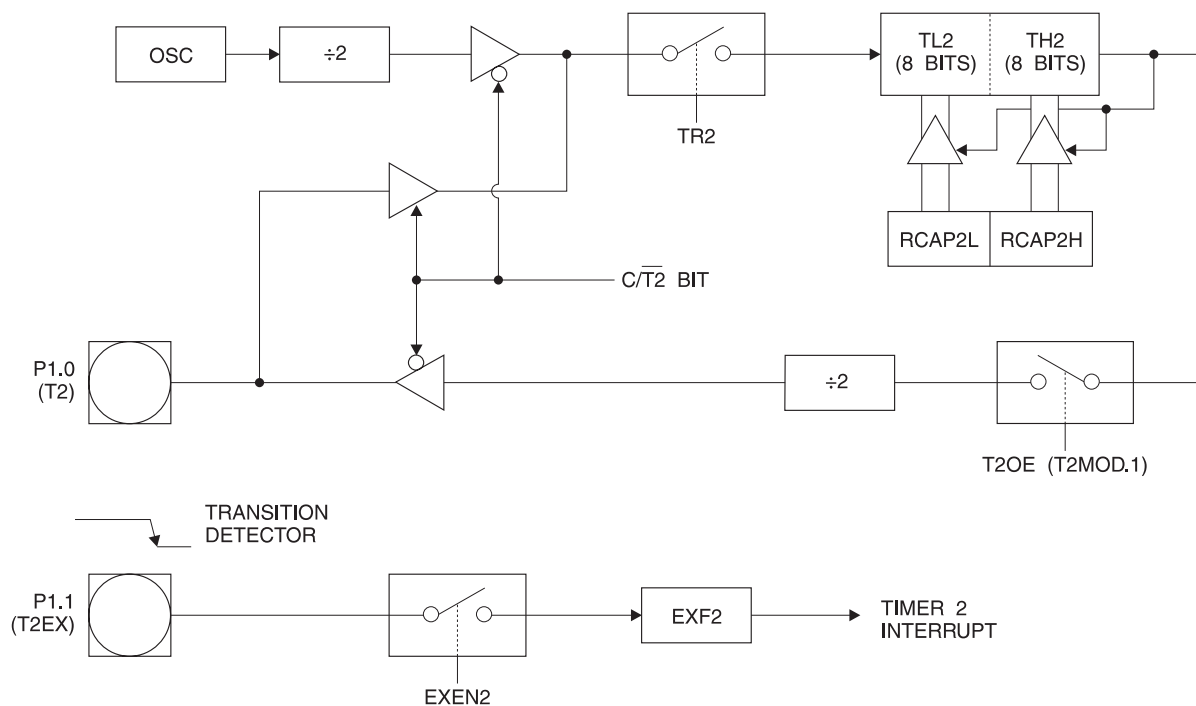 OSC
÷2
TR2
TL2
(8 BITS)
TH2
(8 BITS)
RCAP2L
RCAP2H
C/T̅2̅ BIT
P1.0
(T2)
÷2
T2OE (T2MOD.1)
TRANSITION
DETECTOR
P1.1
(T2EX)
EXEN2
EXF2
TIMER 2
INTERRUPT